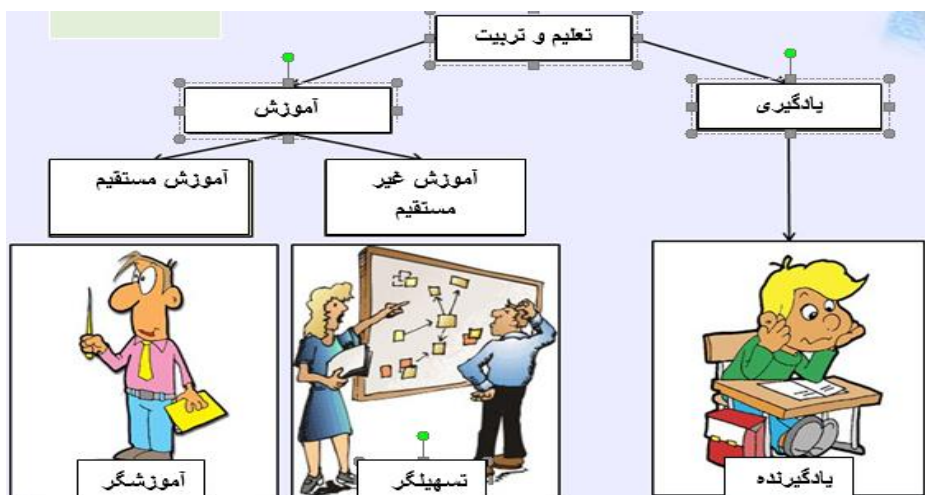 تعلیم و تربیت
یادگیری
آموزش
آموزش غیر
مستقیم
آموزش مستقیم
یادگیرنده
تسهیلگر
آموزشگر